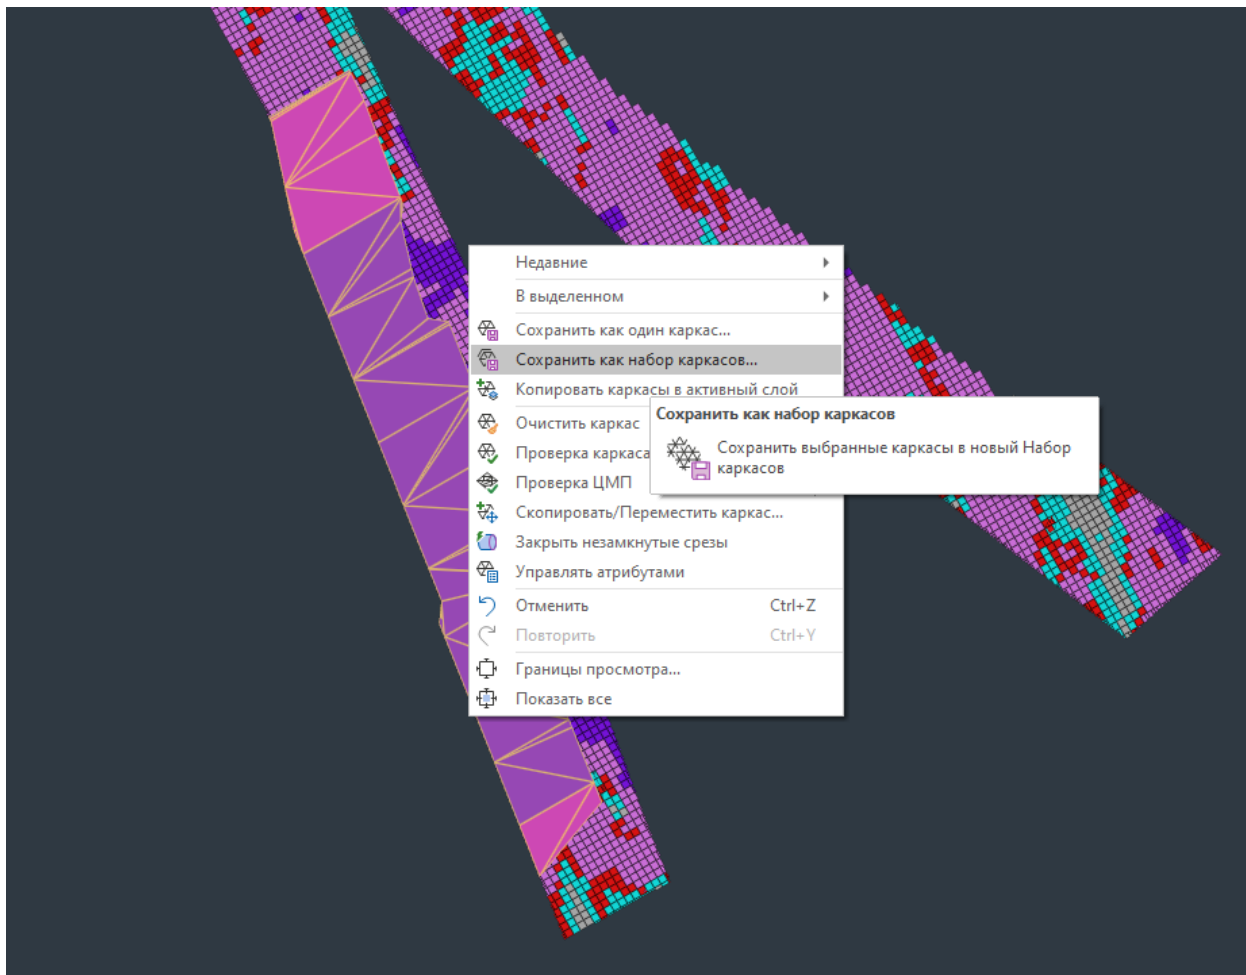 Недавние
В выделенном
Сохранить как один каркас...
Сохранить как набор каркасов...
Копировать каркасы в активный слой
Очистить каркас
Проверка каркаса
Проверка ЦМП
Скопировать/Переместить каркас...
Закрыть незамкнутые срезы
Управлять атрибутами
Отменить Ctrl+Z
Повторить Ctrl+Y
Границы просмотра...
Показать все
Сохранить как набор каркасов
Сохранить выбранные каркасы в новый Набор
каркасов